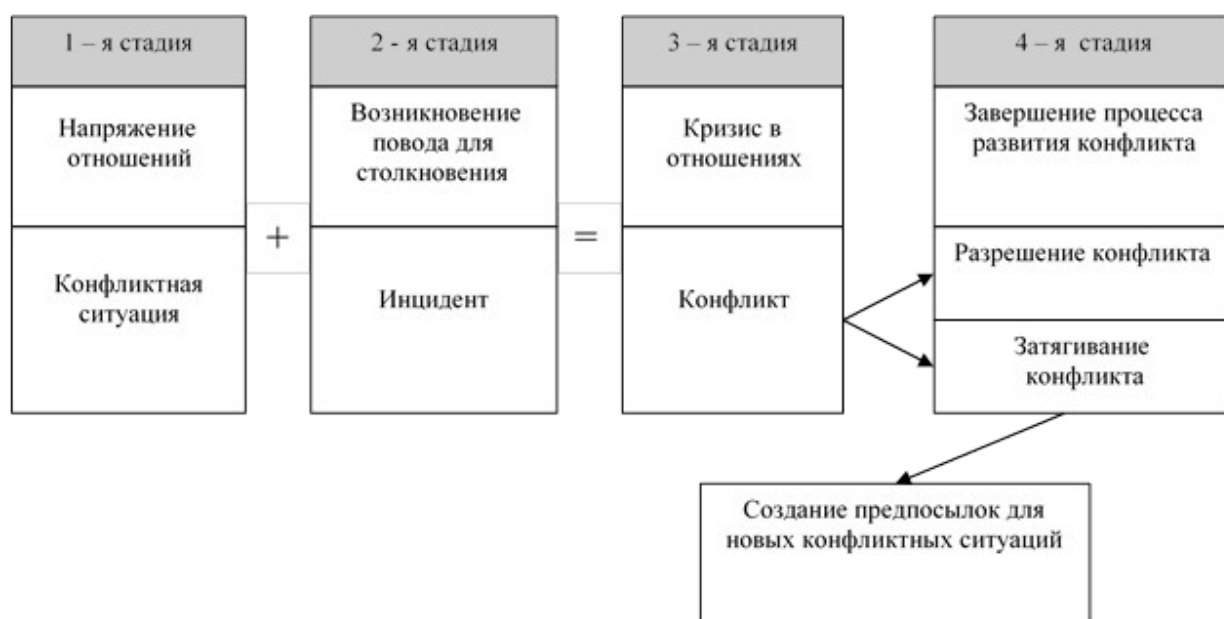 1 – я стадия
Напряжение
отношений
Конфликтная
ситуация
+
2 - я стадия
Возникновение
повода для
столкновения
Инцидент
=
3 – я стадия
Кризис в
отношениях
Конфликт
4 – я стадия
Завершение процесса
развития конфликта
Разрешение конфликта
Затягивание
конфликта
Создание предпосылок для
новых конфликтных ситуаций